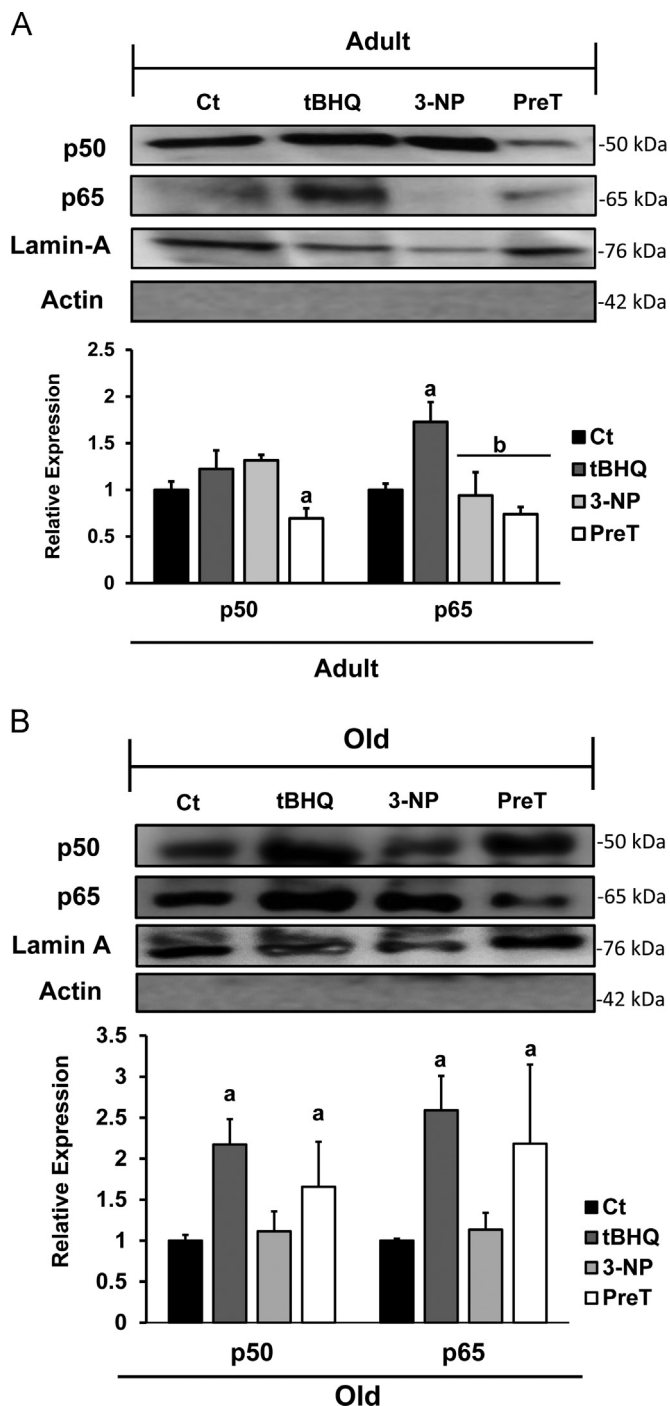 A
Adult
Ct tBHQ 3-NP PreT
p50 -50 kDa
p65 -65 kDa
Lamin-A -76 kDa
Actin -42 kDa
Relative Expression
2.5
2
1.5
1
0.5
0
a
a
b
Ct
tBHQ
3-NP
PreT
p50 p65
Adult
B
Old
Ct tBHQ 3-NP PreT
p50 -50 kDa
p65 -65 kDa
Lamin A -76 kDa
Actin -42 kDa
Relative Expression
3.5
3
2.5
2
1.5
1
0.5
0
a
a
a
a
Ct
tBHQ
3-NP
PreT
p50 p65
Old